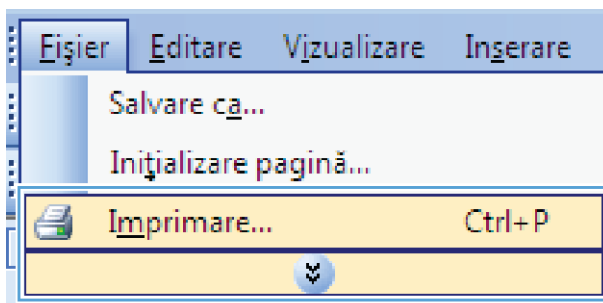 Fişier Editare Vizualizare Inserare
Salvare ca...
Iniţializare pagină...
Imprimare... Ctrl+P